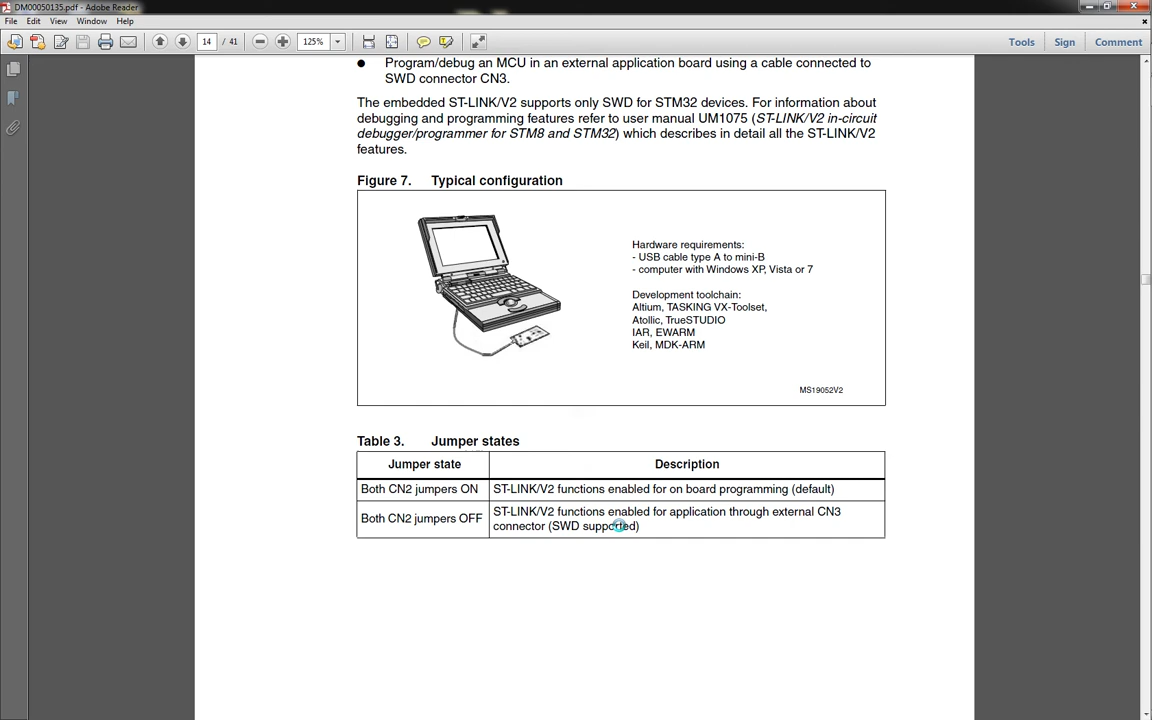 DM00050135.pdf - Adobe Reader
File Edit View Window Help
14 / 41 125% Tools Sign Comment
● Program/debug an MCU in an external application board using a cable connected to
SWD connector CN3.
The embedded ST-LINK/V2 supports only SWD for STM32 devices. For information about
debugging and programming features refer to user manual UM1075 (ST-LINK/V2 in-circuit
debugger/programmer for STM8 and STM32) which describes in detail all the ST-LINK/V2
features.
Figure 7. Typical configuration
Hardware requirements:
- USB cable type A to mini-B
- computer with Windows XP, Vista or 7
Development toolchain:
Altium, TASKING VX-Toolset,
Atollic, TrueSTUDIO
IAR, EWARM
Keil, MDK-ARM
MS19052V2
Table 3. Jumper states
Jumper state Description
Both CN2 jumpers ON ST-LINK/V2 functions enabled for on board programming (default)
Both CN2 jumpers OFF ST-LINK/V2 functions enabled for application through external CN3
connector (SWD supported)